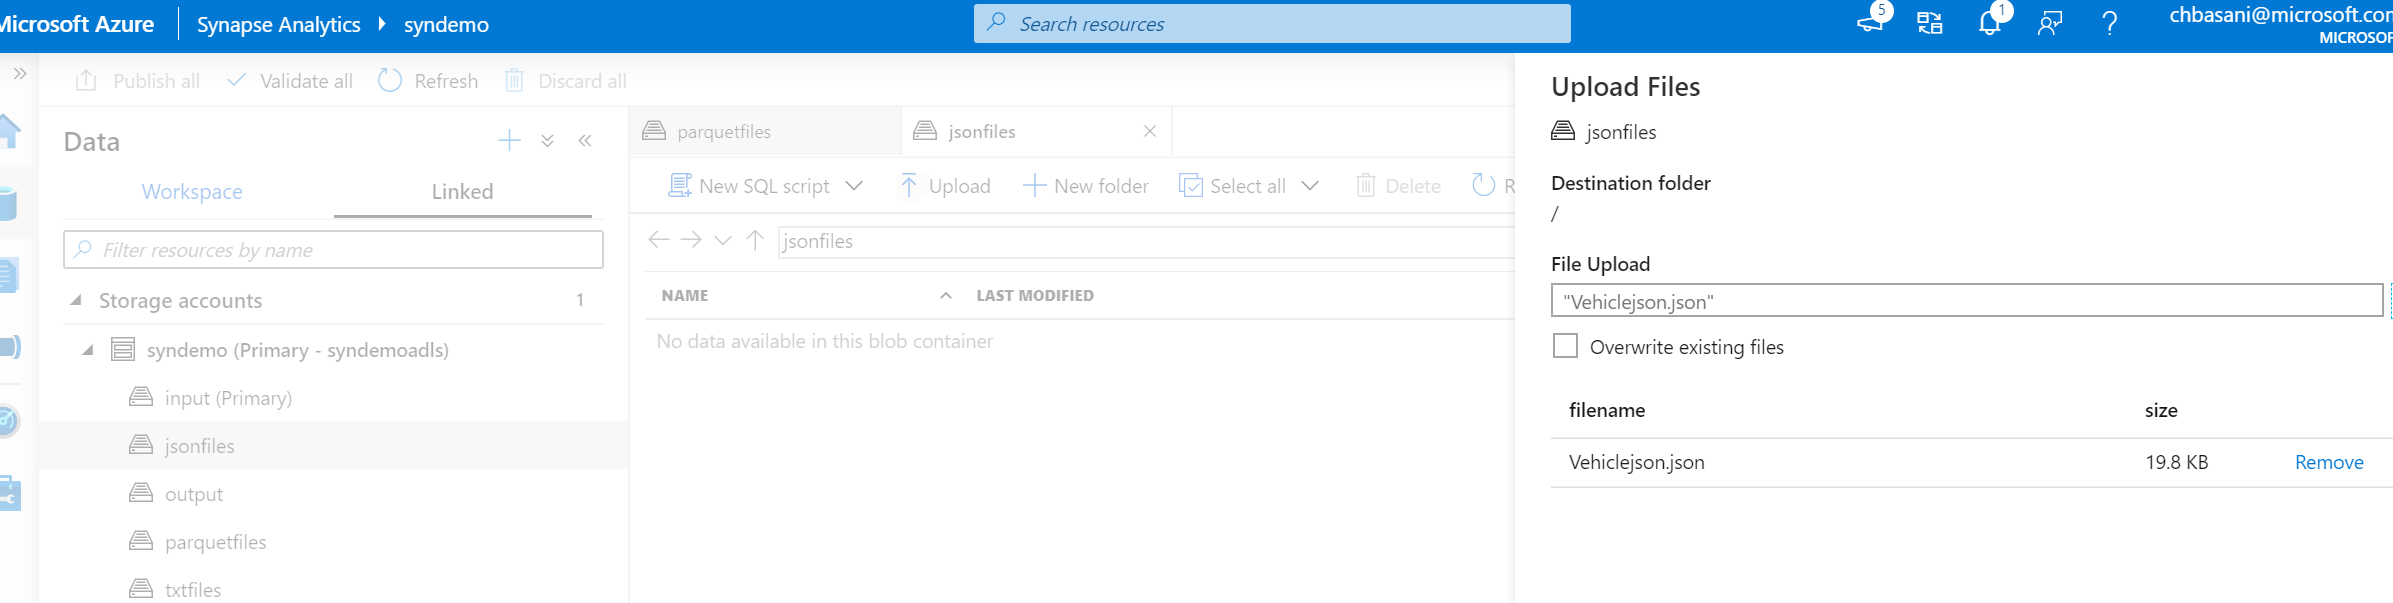 Microsoft Azure
Synapse Analytics
syndemo
Search resources
5
1
chbasani@microsoft.com
MICROSOF
Publish all
Validate all
Refresh
Discard all
Data
Workspace
Linked
Filter resources by name
Storage accounts 1
syndemo (Primary - syndemoadls)
input (Primary)
jsonfiles
output
parquetfiles
txtfiles
parquetfiles
jsonfiles
New SQL script
Upload
New folder
Select all
Delete
R
jsonfiles
NAME
LAST MODIFIED
No data available in this blob container
Upload Files
jsonfiles
Destination folder
/
File Upload
"Vehiclejson.json"
Overwrite existing files
filename size
Vehiclejson.json 19.8 KB Remove